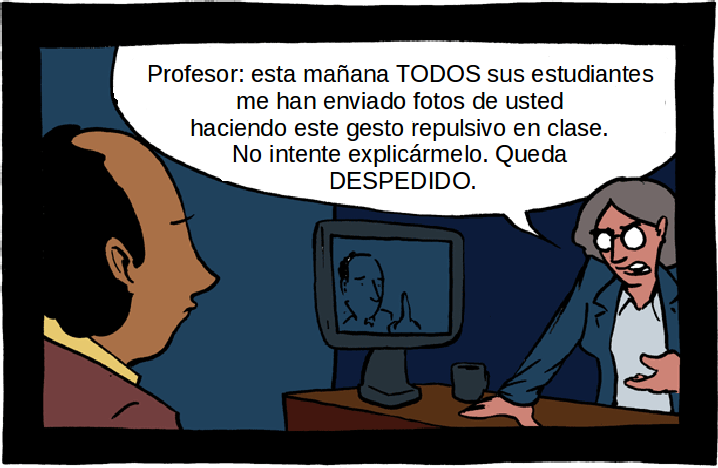 Profesor: esta mañana TODOS sus estudiantes
me han enviado fotos de usted
haciendo este gesto repulsivo en clase.
No intente explicármelo. Queda
DESPEDIDO.